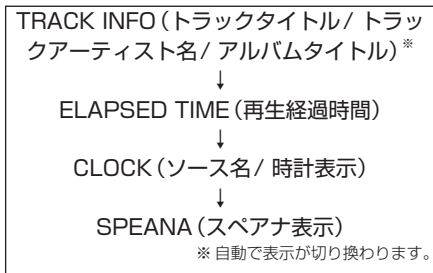 TRACK INFO(トラックタイトル/ トラッ
クアーティスト名/ アルバムタイトル)※
↓
ELAPSED TIME(再生経過時間)
↓
CLOCK(ソース名/ 時計表示)
↓
SPEANA(スペアナ表示)
※ 自動で表示が切り換わります。